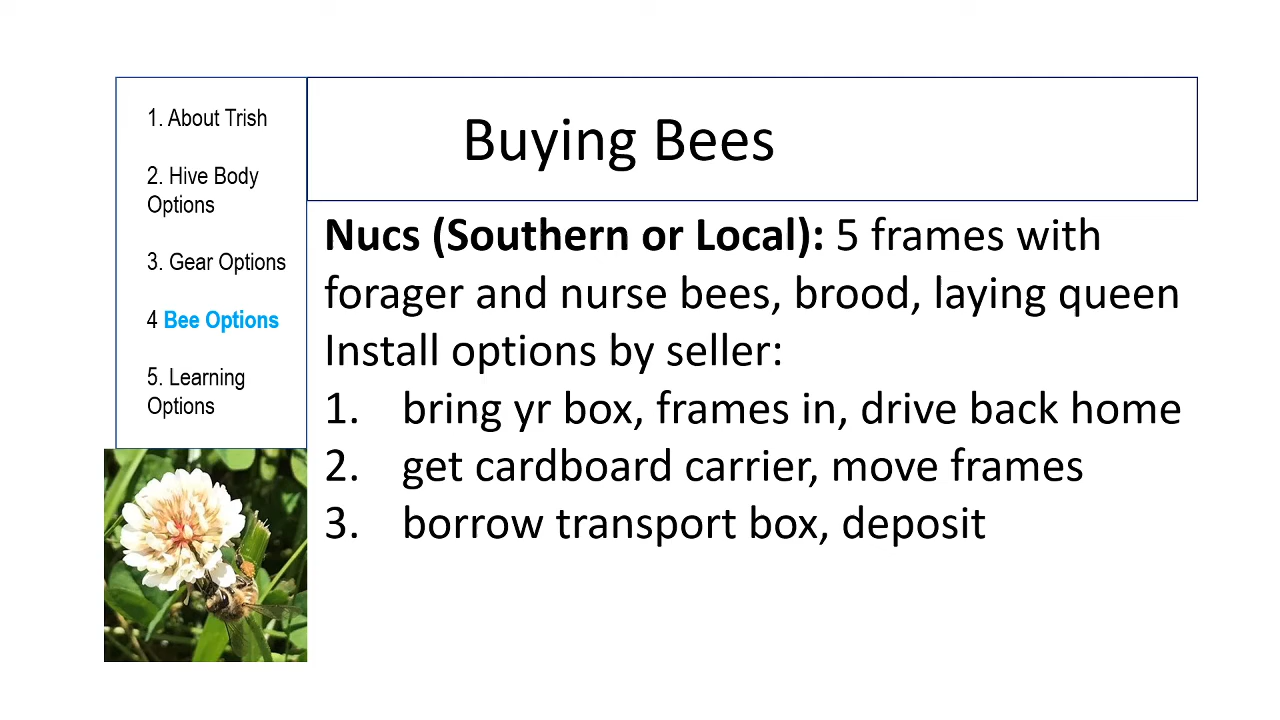 1. About Trish
2. Hive Body
Options
3. Gear Options
4 Bee Options
5. Learning
Options
Buying Bees
Nucs (Southern or Local): 5 frames with
forager and nurse bees, brood, laying queen
Install options by seller:
1. bring yr box, frames in, drive back home
2. get cardboard carrier, move frames
3. borrow transport box, deposit